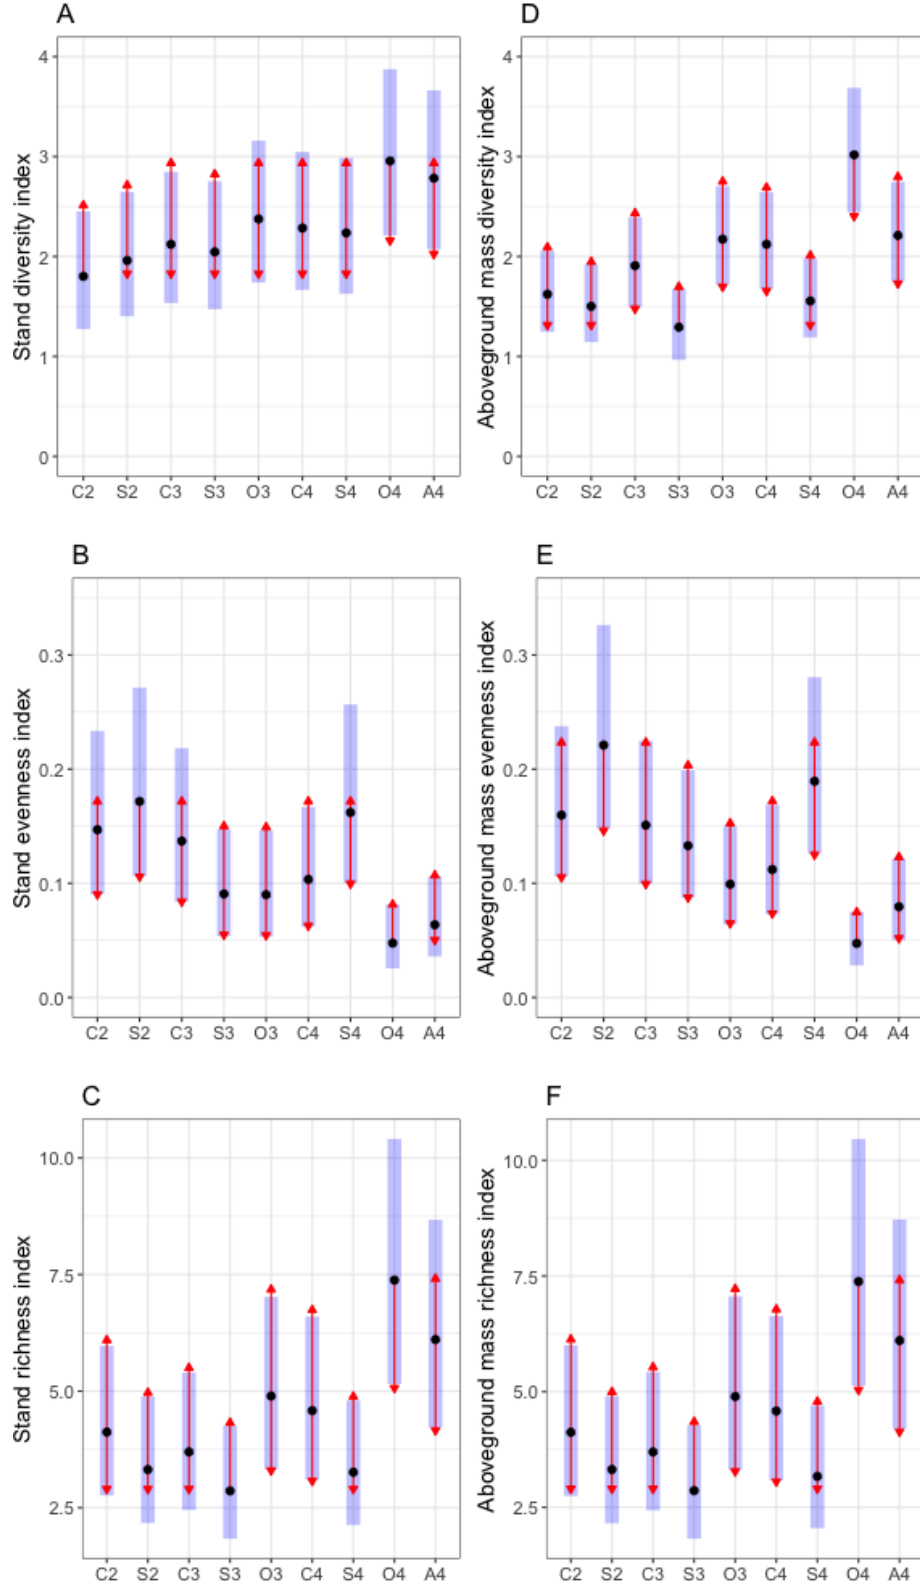 A
Stand diversity index
4
3
2
1
0
C2 S2 C3 S3 O3 C4 S4 O4 A4
D
Aboveground mass diversity index
4
3
2
1
0
C2 S2 C3 S3 O3 C4 S4 O4 A4
B
Stand evenness index
0.3
0.2
0.1
0.0
C2 S2 C3 S3 O3 C4 S4 O4 A4
E
Aboveground mass evenness index
0.3
0.2
0.1
0.0
C2 S2 C3 S3 O3 C4 S4 O4 A4
C
Stand richness index
10.0
7.5
5.0
2.5
C2 S2 C3 S3 O3 C4 S4 O4 A4
F
Aboveground mass richness index
10.0
7.5
5.0
2.5
C2 S2 C3 S3 O3 C4 S4 O4 A4